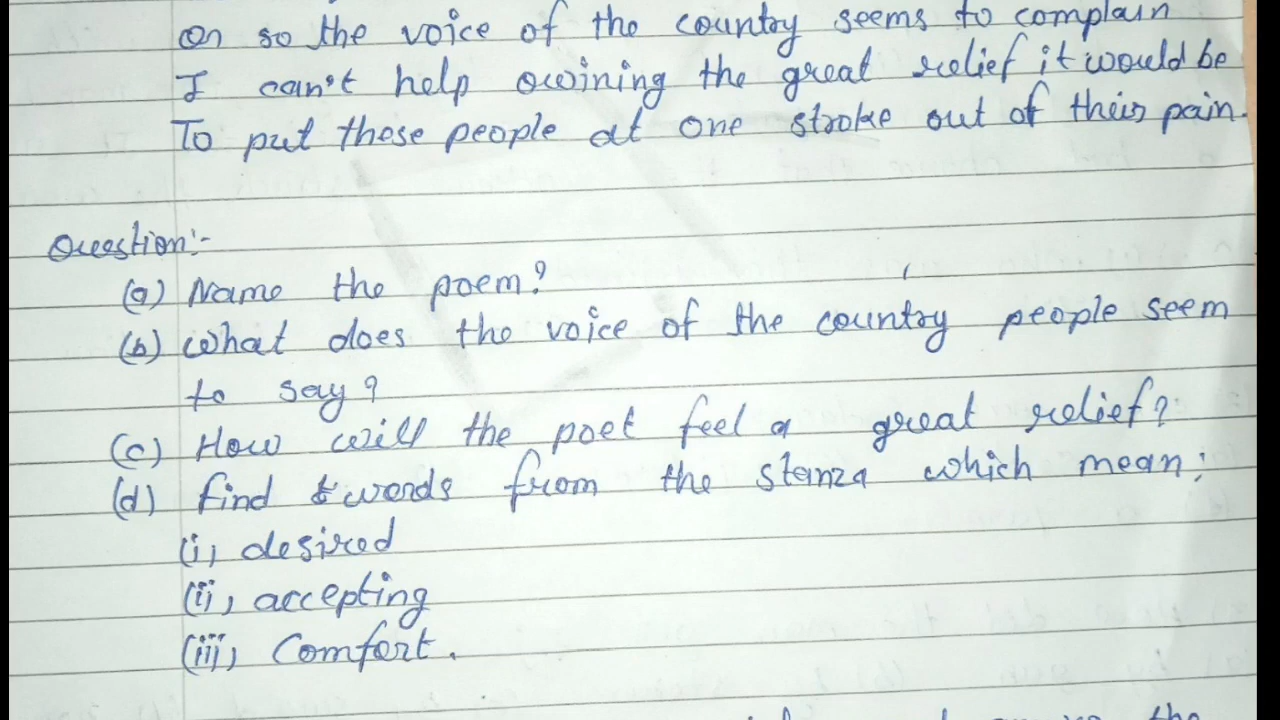 or so the voice of the country seems to complain
I can't help owining the great relief it would be
To put these people at one stroke out of their pain.
Question:-
(a) Name the poem?
(b) What does the voice of the country people seem
to say?
(c) How will the poet feel a great relief?
(d) find words from the stanza which mean:
(i) desired
(ii) accepting
(iii) Comfort.
the